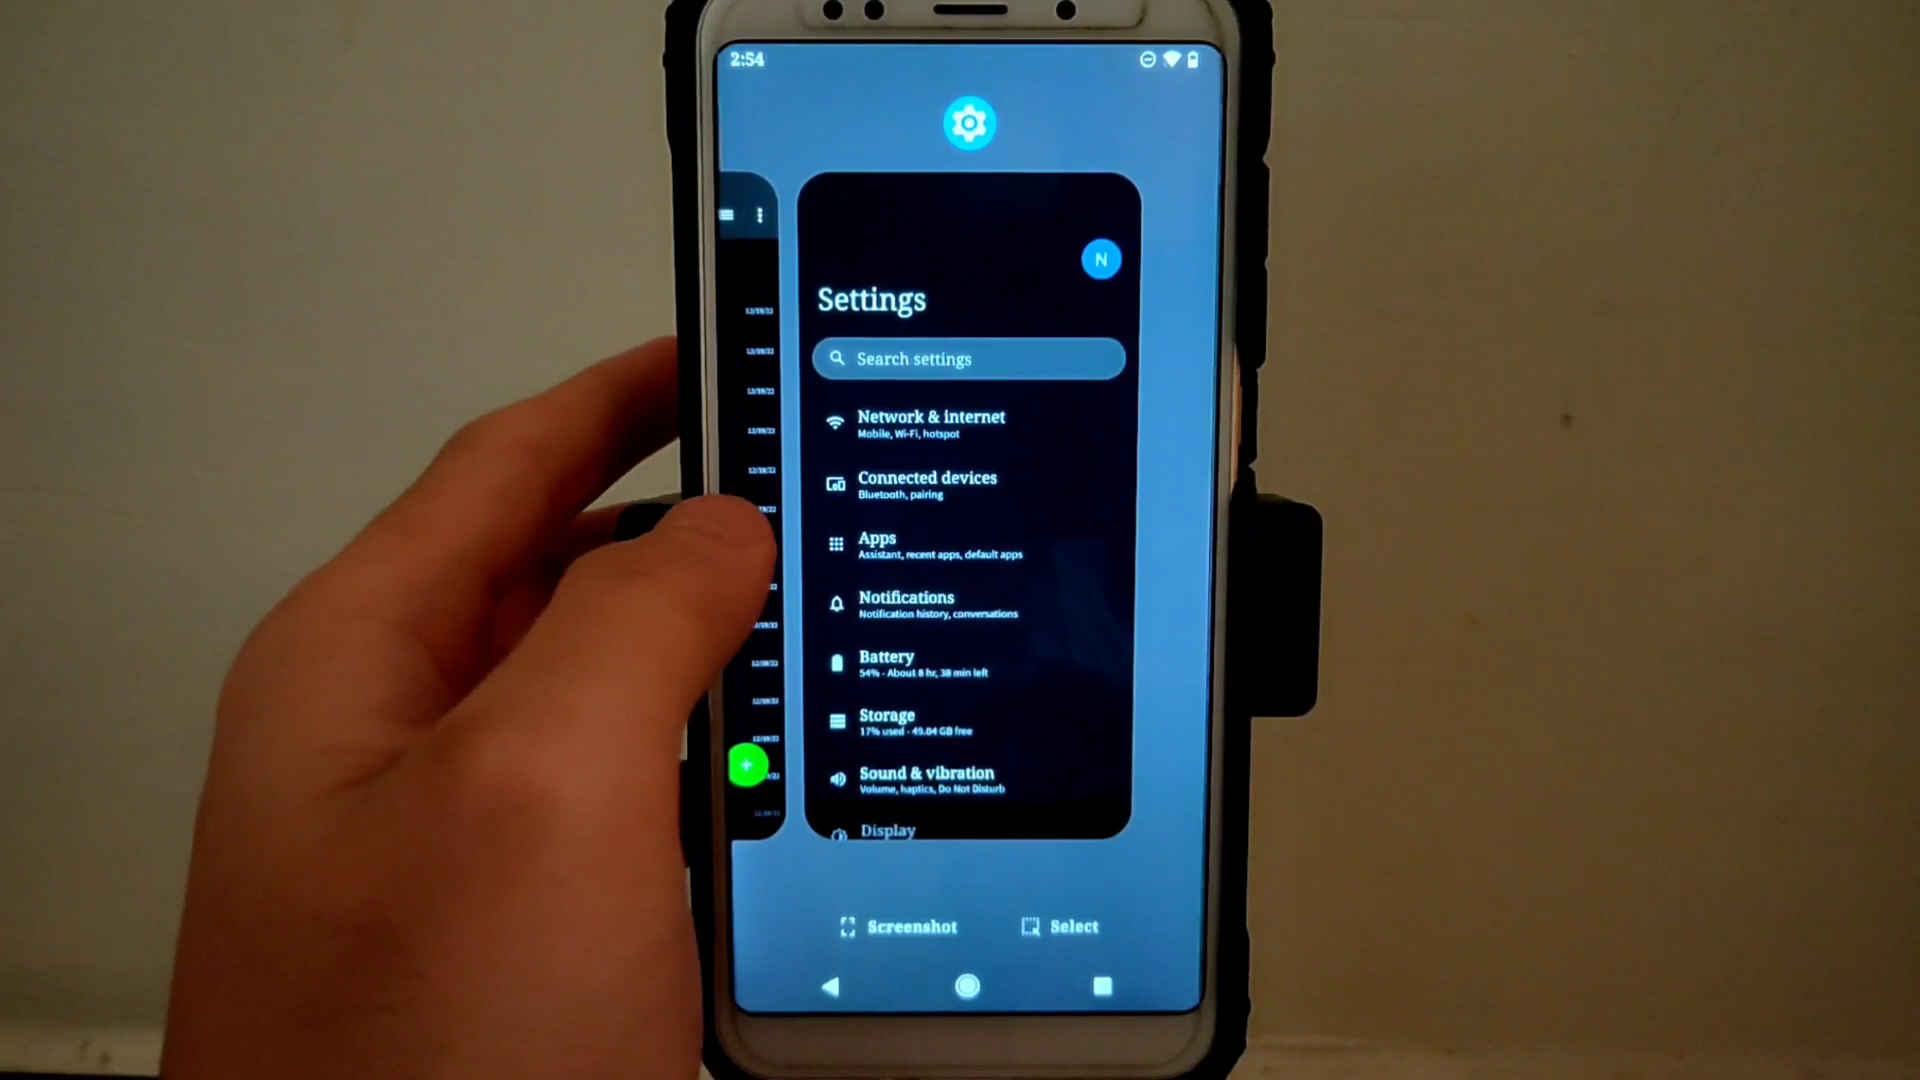 2:54
N
Settings
Search settings
Network & internet
Mobile, Wi-Fi, hotspot
Connected devices
Bluetooth, pairing
Apps
Assistant, recent apps, default apps
Notifications
Notification history, conversations
Battery
54% - About 8 hr, 38 min left
Storage
17% used - 49.04 GB free
Sound & vibration
Volume, haptics, Do Not Disturb
Display
Screenshot
Select